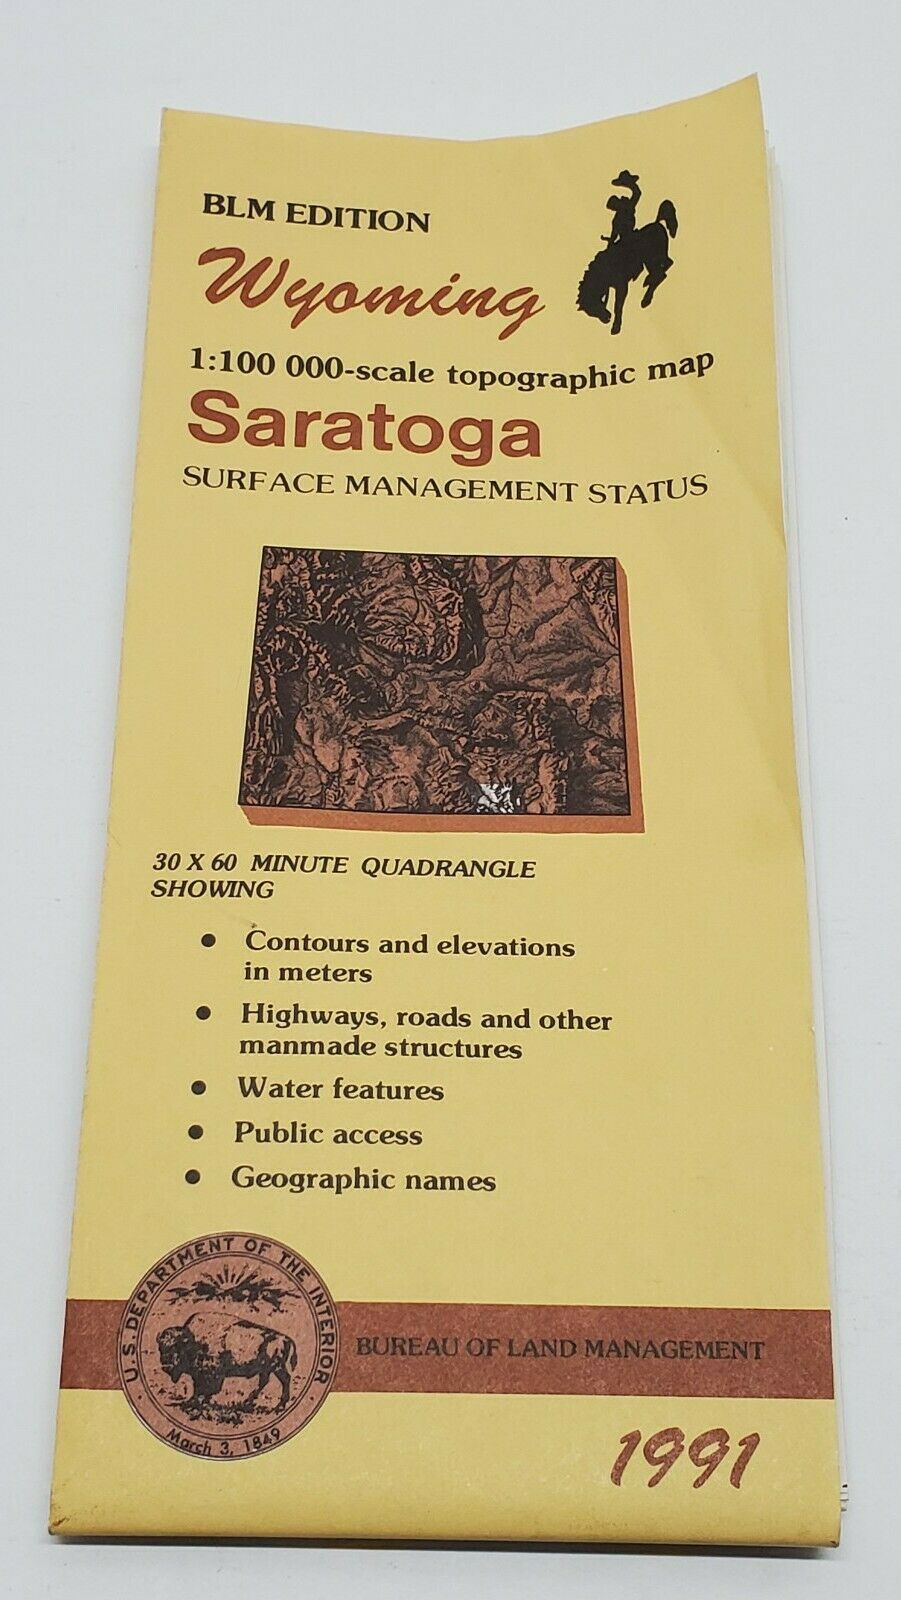 BLM EDITION
Wyoming
1:100 000-scale topographic map
Saratoga
SURFACE MANAGEMENT STATUS
30 X 60 MINUTE QUADRANGLE
SHOWING
● Contours and elevations
in meters
● Highways, roads and other
manmade structures
● Water features
● Public access
● Geographic names
U.S. DEPARTMENT OF THE INTERIOR
March 3, 1849
BUREAU OF LAND MANAGEMENT
1991